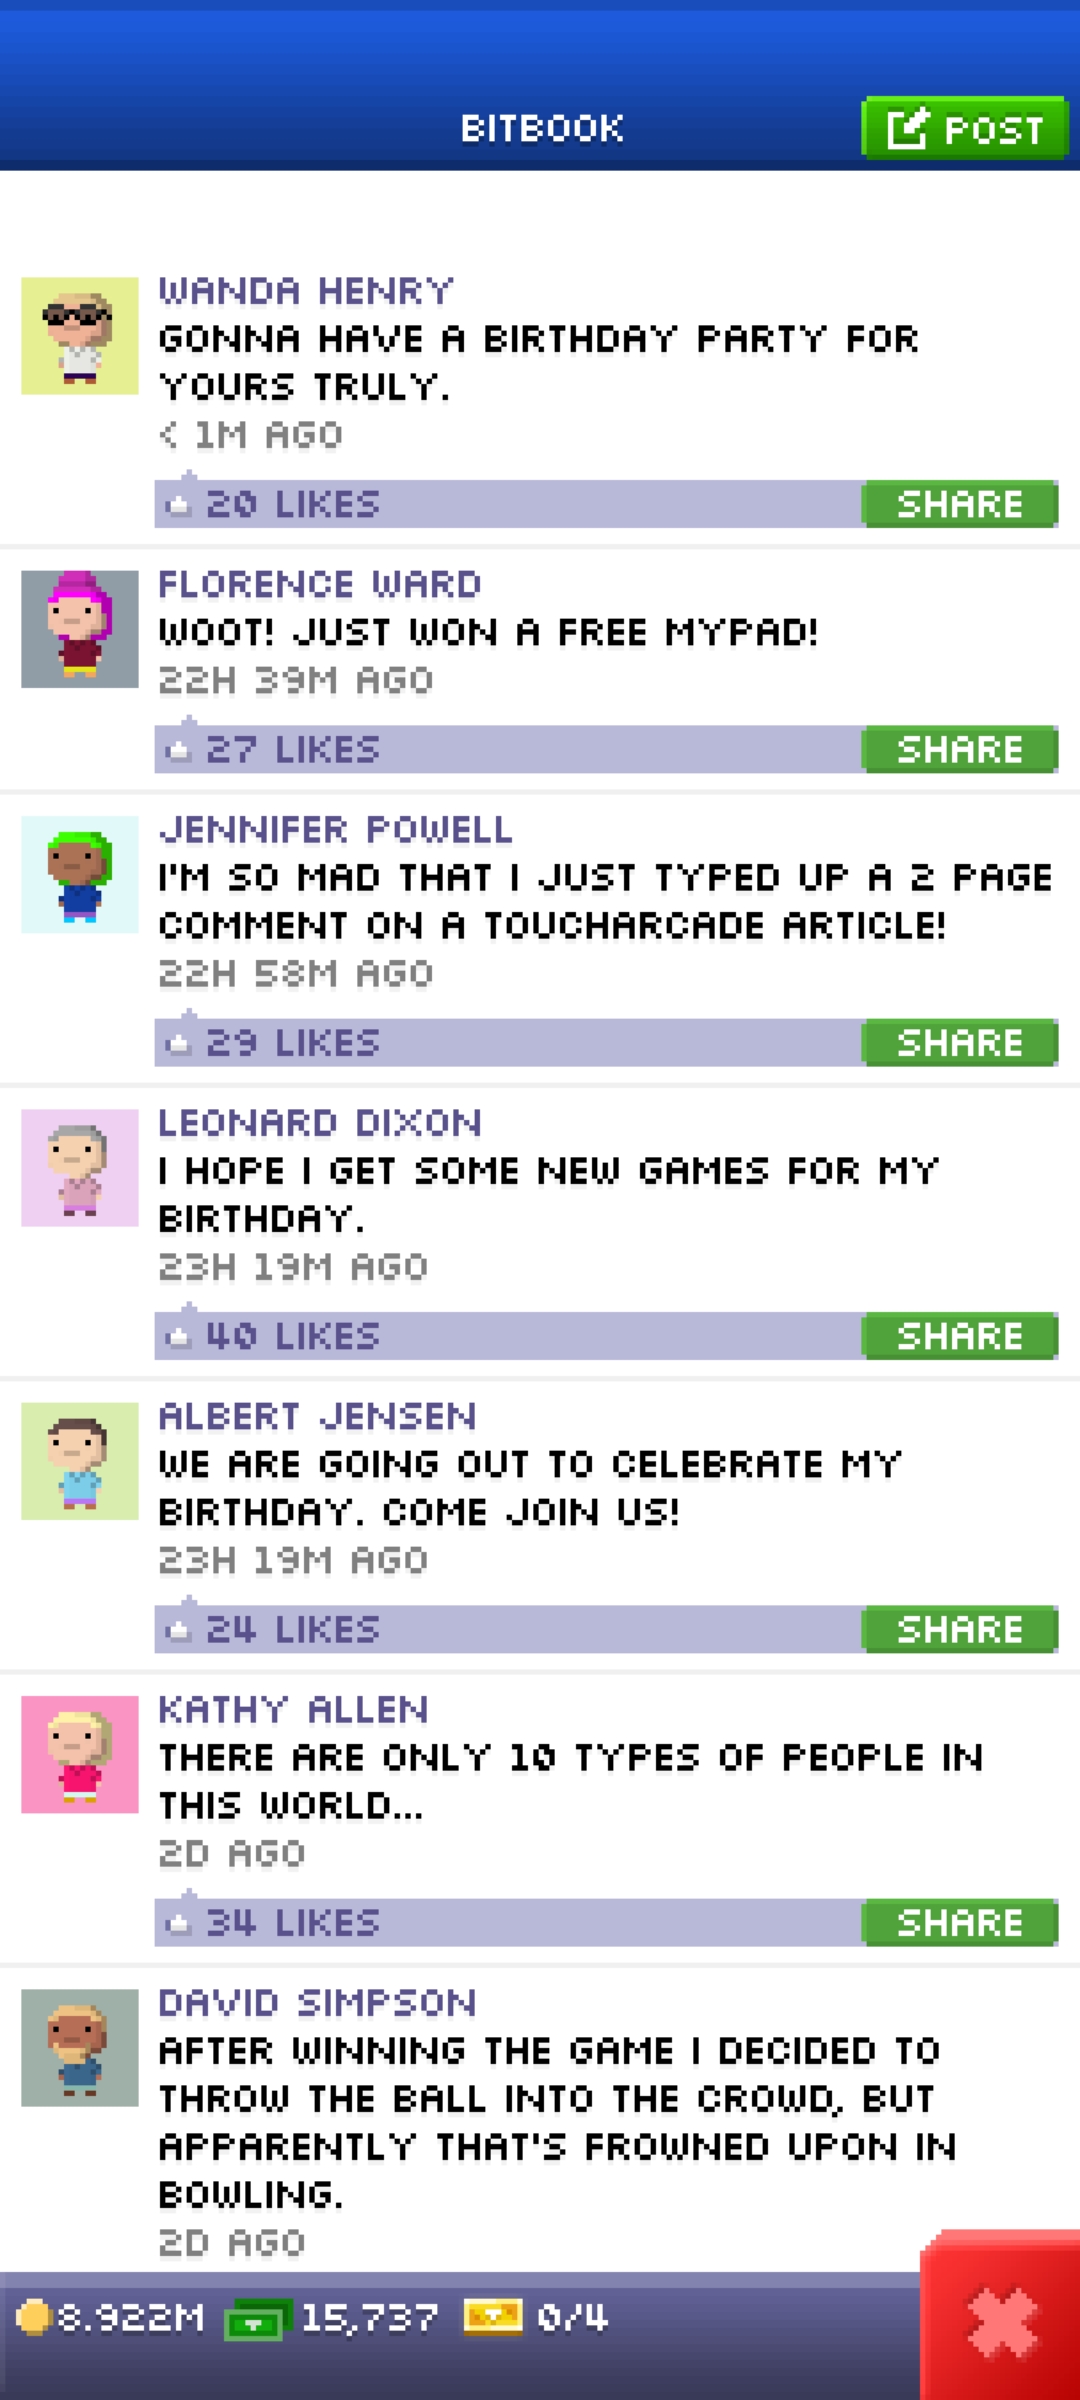 BITBOOK
POST
WANDA HENRY
GONNA HAVE A BIRTHDAY PARTY FOR
YOURS TRULY.
< 1M AGO
20 LIKES
SHARE
FLORENCE WARD
WOOT! JUST WON A FREE MYPAD!
22H 39M AGO
27 LIKES
SHARE
JENNIFER POWELL
I'M SO MAD THAT I JUST TYPED UP A 2 PAGE
COMMENT ON A TOUCHARCADE ARTICLE!
22H 58M AGO
29 LIKES
SHARE
LEONARD DIXON
I HOPE I GET SOME NEW GAMES FOR MY
BIRTHDAY.
23H 19M AGO
40 LIKES
SHARE
ALBERT JENSEN
WE ARE GOING OUT TO CELEBRATE MY
BIRTHDAY. COME JOIN US!
23H 19M AGO
24 LIKES
SHARE
KATHY ALLEN
THERE ARE ONLY 10 TYPES OF PEOPLE IN
THIS WORLD...
2D AGO
34 LIKES
SHARE
DAVID SIMPSON
AFTER WINNING THE GAME I DECIDED TO
THROW THE BALL INTO THE CROWD, BUT
APPARENTLY THAT'S FROWNED UPON IN
BOWLING.
2D AGO
8.922M 15,737 0/4